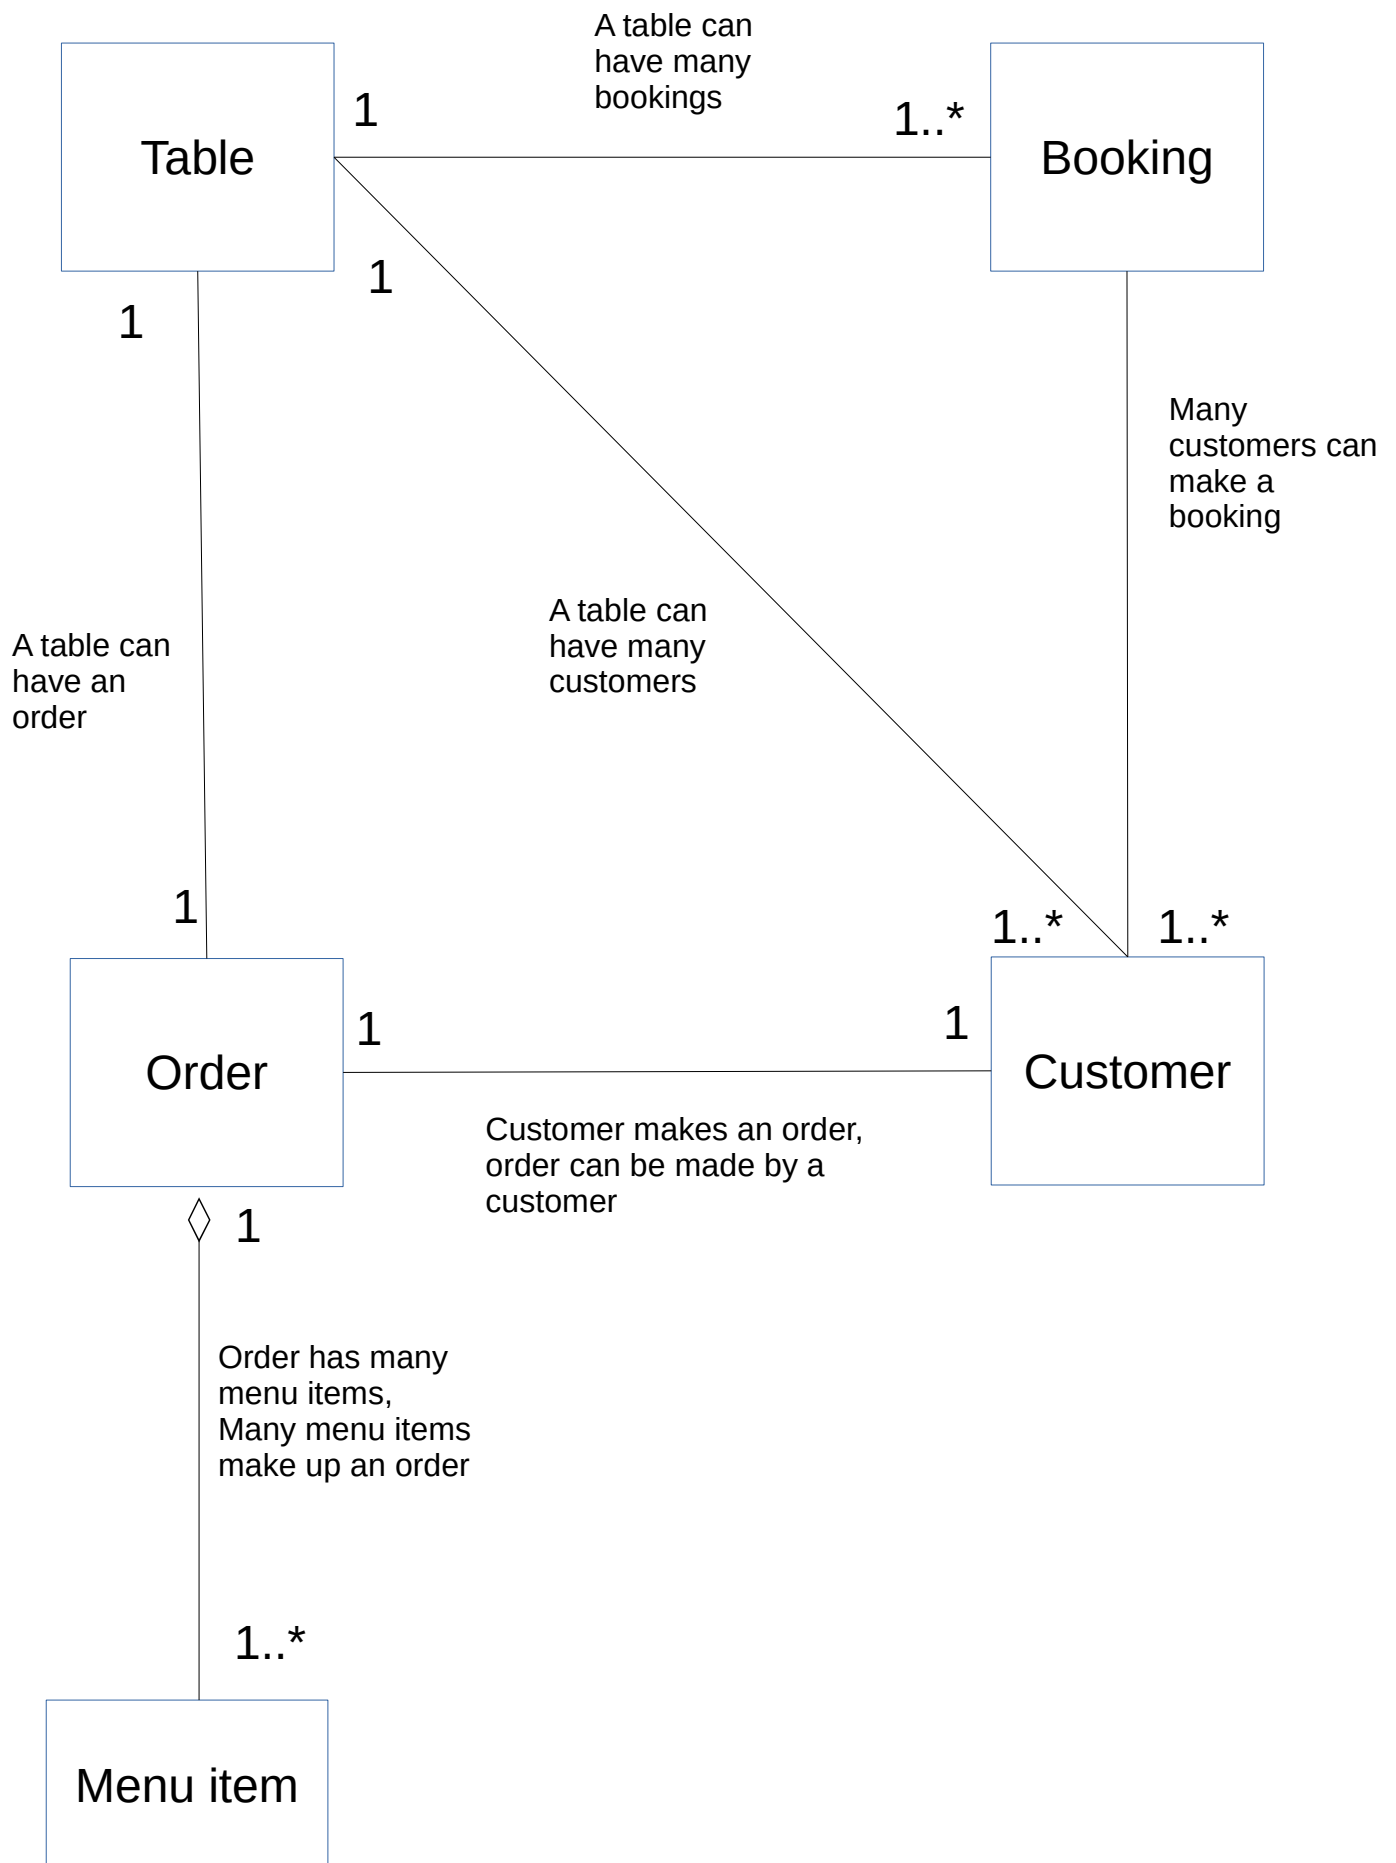 A table can
have many
bookings
1
1..*
Table
Booking
1
1
Many
customers can
make a
booking
A table can
have many
customers
A table can
have an
order
1
1..*
1..*
1
1
Order
Customer
Customer makes an order,
order can be made by a
customer
1
Order has many
menu items,
Many menu items
make up an order
1..*
Menu item